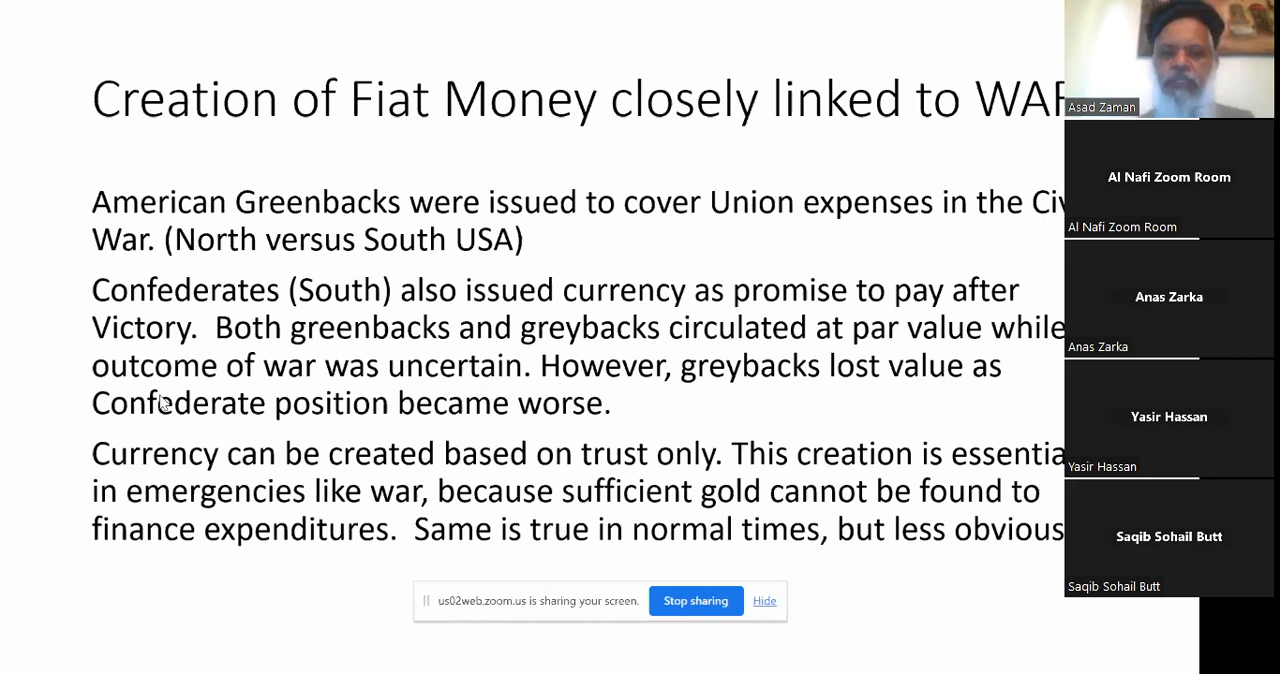 Creation of Fiat Money closely linked to WAR
American Greenbacks were issued to cover Union expenses in the Civ
War. (North versus South USA)
Confederates (South) also issued currency as promise to pay after
Victory.  Both greenbacks and greybacks circulated at par value while
outcome of war was uncertain. However, greybacks lost value as
Confederate position became worse.
Currency can be created based on trust only. This creation is essentia
in emergencies like war, because sufficient gold cannot be found to
finance expenditures.  Same is true in normal times, but less obvious
us02web.zoom.us is sharing your screen.
Stop sharing
Hide
Asad Zaman
Al Nafi Zoom Room
Al Nafi Zoom Room
Anas Zarka
Anas Zarka
Yasir Hassan
Yasir Hassan
Saqib Sohail Butt
Saqib Sohail Butt